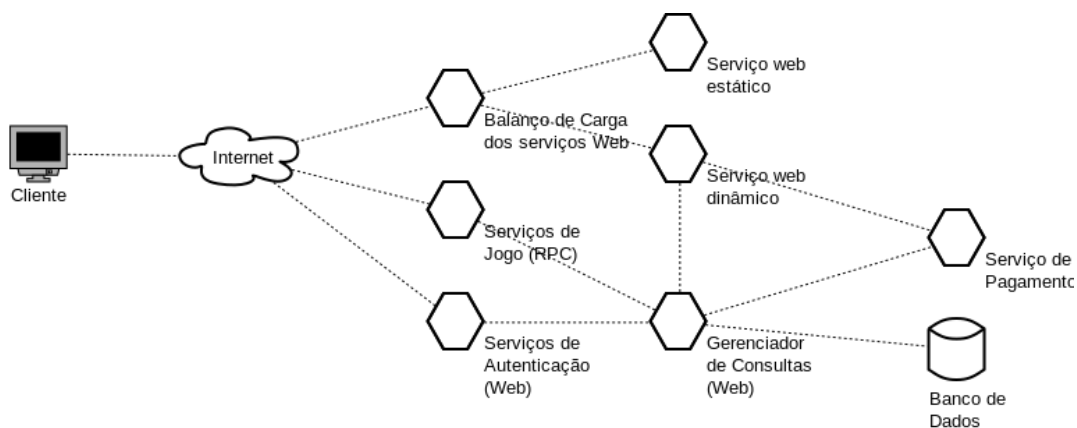 Serviço web
estático
Balanço de Carga
dos serviços Web
Internet
Serviço web
dinâmico
Cliente
Serviços de
Jogo (RPC)
Serviço de
Pagamento
Serviços de
Autenticação
(Web)
Gerenciador
de Consultas
(Web)
Banco de
Dados